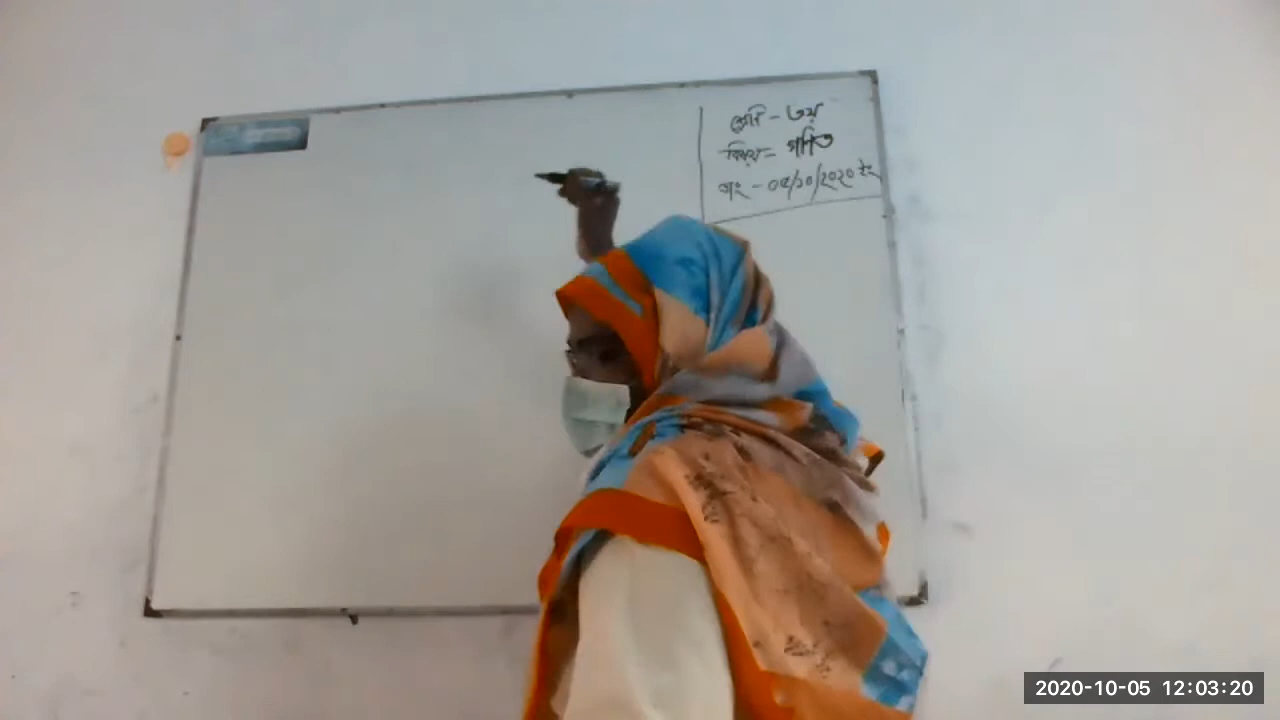 শ্রেণি - ৩য়
বিষয় - গণিত
তাং - ০৫/১০/২০২০ ইং
2020-10-05 12:03:20